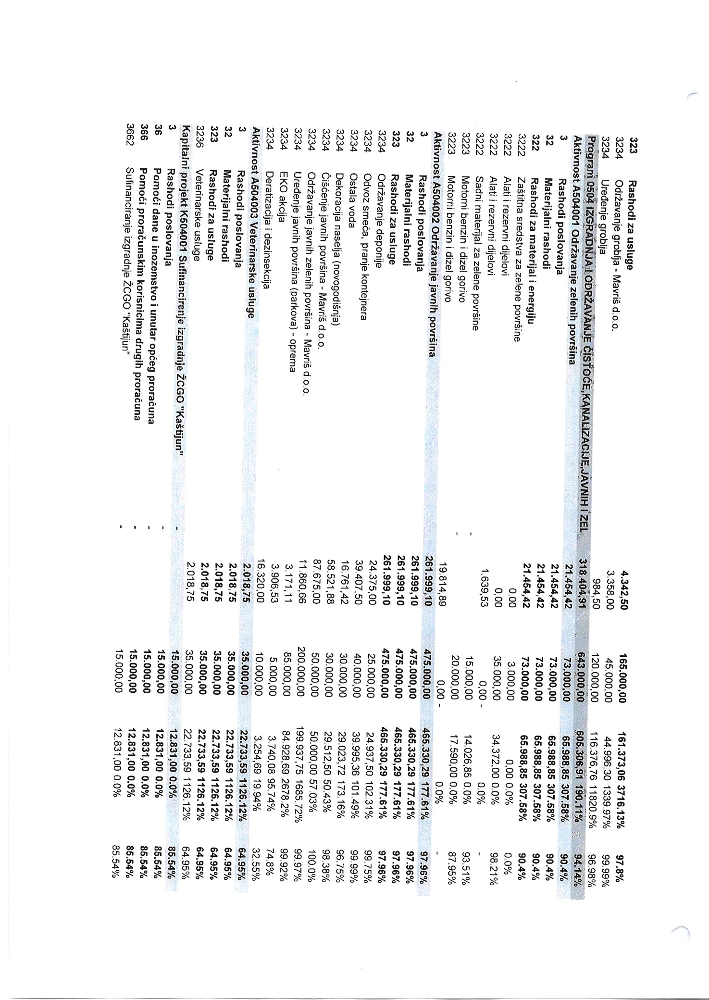 323 Rashodi za usluge 4.342,50 165.000,00 161.373,06 3716.13% 97.8%
3234 Održavanje groblja - Mavriš d.o.o. 3.358,00 45.000,00 44.996,30 1339.97% 99.99%
3234 Uređenje groblja 984,50 120.000,00 116.376,76 11820.9% 96.98%
Program 0504 IZGRADNJA I ODRŽAVANJE ČISTOĆE,KANALIZACIJE,JAVNIH I ZEL 318.404,91 643.000,00 605.306,91 190.11% 94.14%
Aktivnost A504001 Održavanje zelenih površina 21.454,42 73.000,00 65.988,85 307.58% 90.4%
3 Rashodi poslovanja 21.454,42 73.000,00 65.988,85 307.58% 90.4%
32 Materijalni rashodi 21.454,42 73.000,00 65.988,85 307.58% 90.4%
322 Rashodi za materijal i energiju 21.454,42 73.000,00 65.988,85 307.58% 90.4%
3222 Zaštitna sredstva za zelene površine 0,00 3.000,00 0,00 0.0% 0.0%
3222 Alati i rezervni dijelovi 0,00 35.000,00 34.372,00 0.0% 98.21%
3222 Alati i rezervni dijelovi 1.639,53 0,00 - 0.0% -
3222 Sadni materijal za zelene površine - 15.000,00 14.026,85 0.0% 93.51%
3223 Motorni benzin i dizel gorivo - 20.000,00 17.590,00 0.0% 87.95%
3223 Motorni benzin i dizel gorivo 19.814,89 0,00 - 0.0% -
Aktivnost A504002 Održavanje javnih površina 261.999,10 475.000,00 465.330,29 177.61% 97.96%
3 Rashodi poslovanja 261.999,10 475.000,00 465.330,29 177.61% 97.96%
32 Materijalni rashodi 261.999,10 475.000,00 465.330,29 177.61% 97.96%
323 Rashodi za usluge 261.999,10 475.000,00 465.330,29 177.61% 97.96%
3234 Održavanje deponije 24.375,00 25.000,00 24.937,50 102.31% 99.75%
3234 Odvoz smeća, pranje kontejnera 39.407,50 40.000,00 39.995,36 101.49% 99.99%
3234 Ostala voda 16.761,42 30.000,00 29.023,72 173.16% 96.75%
3234 Dekoracija naselja (novogodišnja) 58.521,88 30.000,00 29.512,50 50.43% 98.38%
3234 Čišćenje javnih površina - Mavriš d.o.o. 87.675,00 50.000,00 50.000,00 57.03% 100.0%
3234 Održavanje javnih zelenih površina - Mavriš d.o.o. 11.860,66 200.000,00 199.937,75 1685.72% 99.97%
3234 Uređenje javnih površina (parkova) - oprema 3.171,11 85.000,00 84.928,69 2678.2% 99.92%
3234 EKO akcija 3.906,53 5.000,00 3.740,08 95.74% 74.8%
3234 Deratizacija i dezinsekcija 16.320,00 10.000,00 3.254,69 19.94% 32.55%
Aktivnost A504003 Veterinarske usluge 2.018,75 35.000,00 22.733,59 1126.12% 64.95%
3 Rashodi poslovanja 2.018,75 35.000,00 22.733,59 1126.12% 64.95%
32 Materijalni rashodi 2.018,75 35.000,00 22.733,59 1126.12% 64.95%
323 Rashodi za usluge 2.018,75 35.000,00 22.733,59 1126.12% 64.95%
3236 Veterinarske usluge 2.018,75 35.000,00 22.733,59 1126.12% 64.95%
Kapitalni projekt K504001 Sufinancirenje izgradnje ŽCGO "Kaštijun" - 15.000,00 12.831,00 0.0% 85.54%
3 Rashodi poslovanja - 15.000,00 12.831,00 0.0% 85.54%
36 Pomoći dane u inozemstvo i unutar općeg proračuna - 15.000,00 12.831,00 0.0% 85.54%
366 Pomoći proračunskim korisnicima drugih proračuna - 15.000,00 12.831,00 0.0% 85.54%
3662 Sufinanciranje izgradnje ŽCGO "Kaštijun" - 15.000,00 12.831,00 0.0% 85.54%